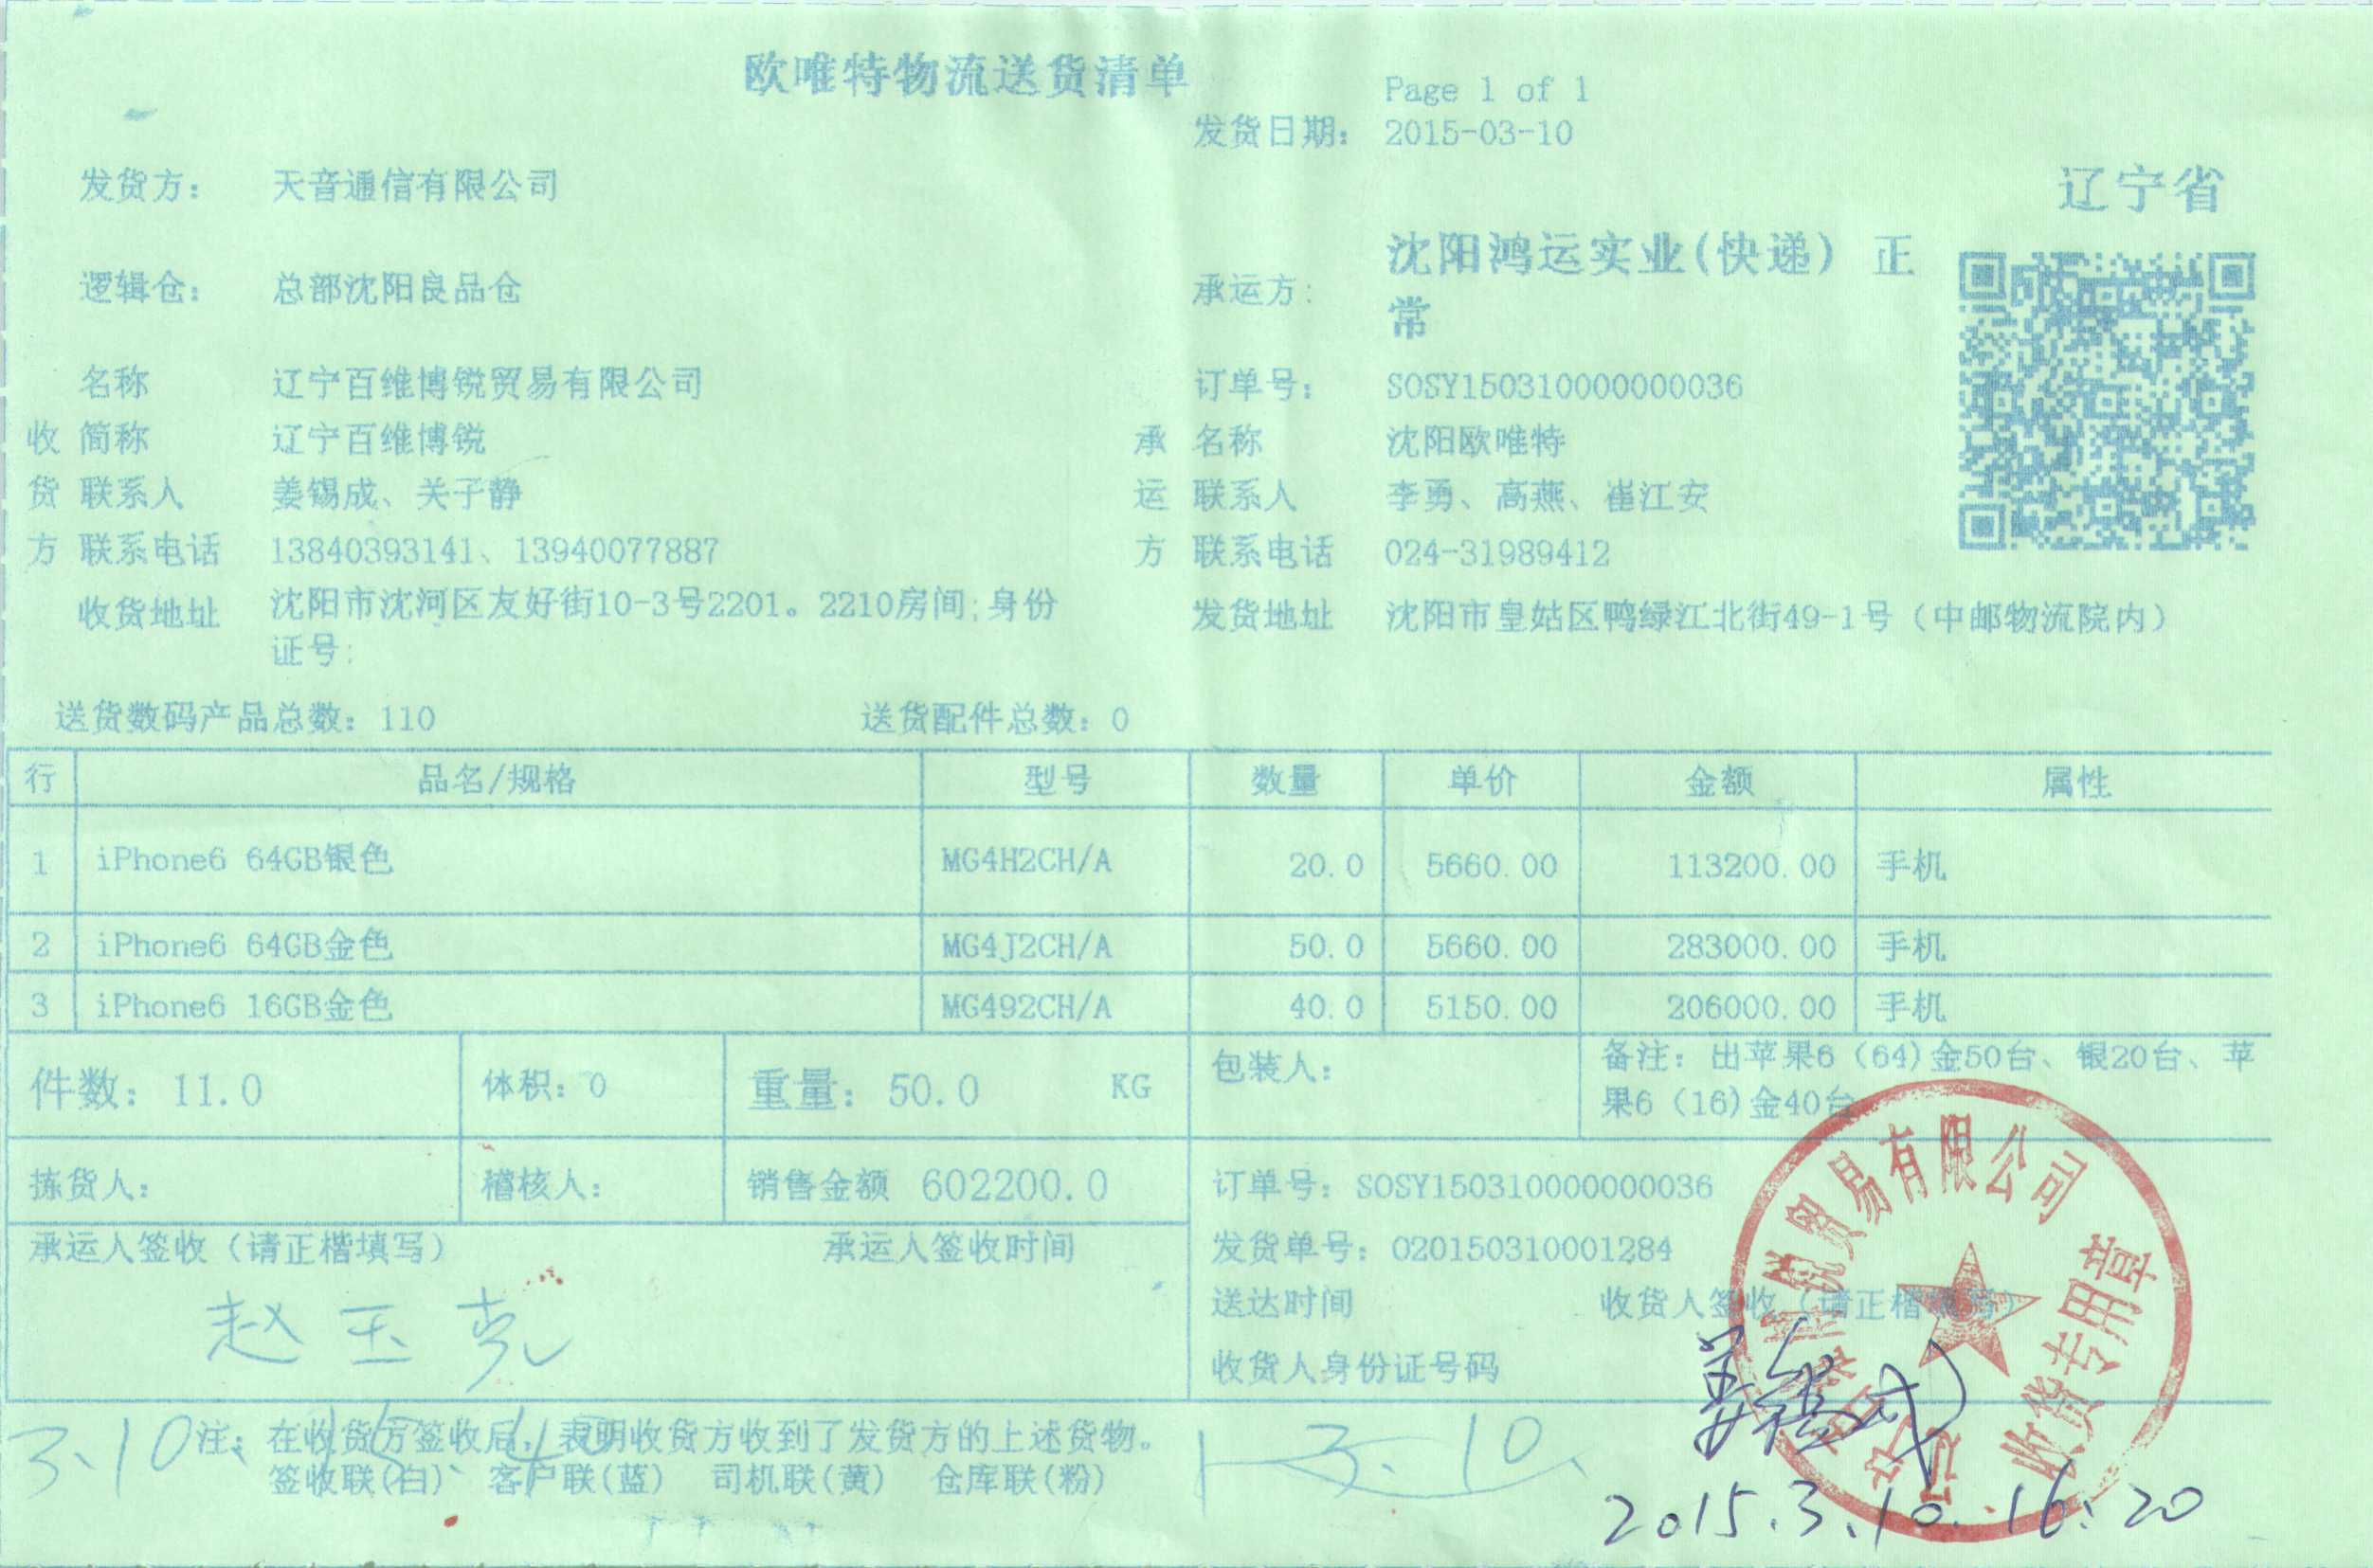 欧唯特物流送货清单
Page 1 of 1
发货日期: 2015-03-10
发货方: 天音通信有限公司
辽宁省
逻辑仓: 总部沈阳良品仓
承运方: 沈阳鸿运实业(快递) 正
常
名称 辽宁百维博锐贸易有限公司
订单号: SOSY150310000000036
收 简称 辽宁百维博锐
承 名称 沈阳欧唯特
货 联系人 姜锡成、关子静
运 联系人 李勇、高燕、崔江安
方 联系电话 13840393141、13940077887
方 联系电话 024-31989412
收货地址 沈阳市沈河区友好街10-3号2201。2210房间;身份
证号:
发货地址 沈阳市皇姑区鸭绿江北街49-1号（中邮物流院内）
送货数码产品总数: 110 送货配件总数: 0
行 品名/规格 型号 数量 单价 金额 属性
1 iPhone6 64GB银色 MG4H2CH/A 20.0 5660.00 113200.00 手机
2 iPhone6 64GB金色 MG4J2CH/A 50.0 5660.00 283000.00 手机
3 iPhone6 16GB金色 MG492CH/A 40.0 5150.00 206000.00 手机
件数: 11.0 体积: 0 重量: 50.0 KG 包装人:
备注: 出苹果6（64)金50台、银20台、苹
果6（16)金40台
拣货人: 稽核人: 销售金额 602200.0
订单号: SOSY150310000000036
承运人签收（请正楷填写） 承运人签收时间
发货单号: 020150310001284
送达时间 收货人签收（请正楷填写）
收货人身份证号码
赵玉亮
姜锡成
贸易有限公司
收货专用章
3.10
注: 在收货方签收后, 表明收货方收到了发货方的上述货物。
签收联(白)、客户联(蓝) 司机联(黄) 仓库联(粉)
3.10.
2015.3.10.16:20